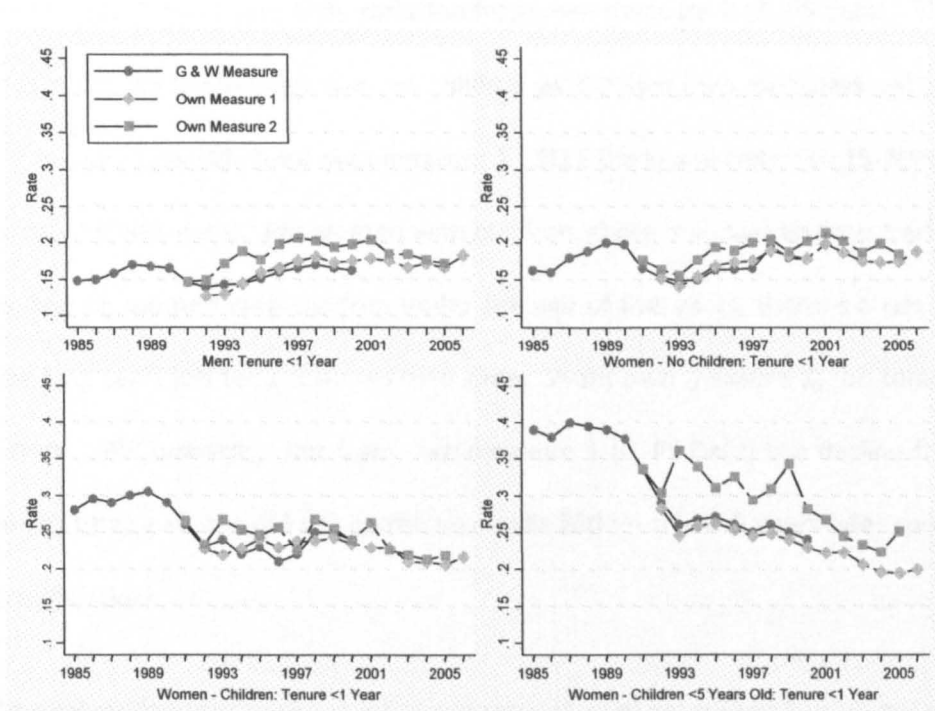 G & W Measure
Own Measure 1
Own Measure 2
Rate
.45
.4
.35
.3
.25
.2
.15
.1
1985 1989 1993 1997 2001 2005
Men: Tenure <1 Year
Rate
.45
.4
.35
.3
.25
.2
.15
.1
1985 1989 1993 1997 2001 2005
Women - No Children: Tenure <1 Year
Rate
.45
.4
.35
.3
.25
.2
.15
.1
1985 1989 1993 1997 2001 2005
Women - Children: Tenure <1 Year
Rate
.45
.4
.35
.3
.25
.2
.15
.1
1985 1989 1993 1997 2001 2005
Women - Children <5 Years Old: Tenure <1 Year